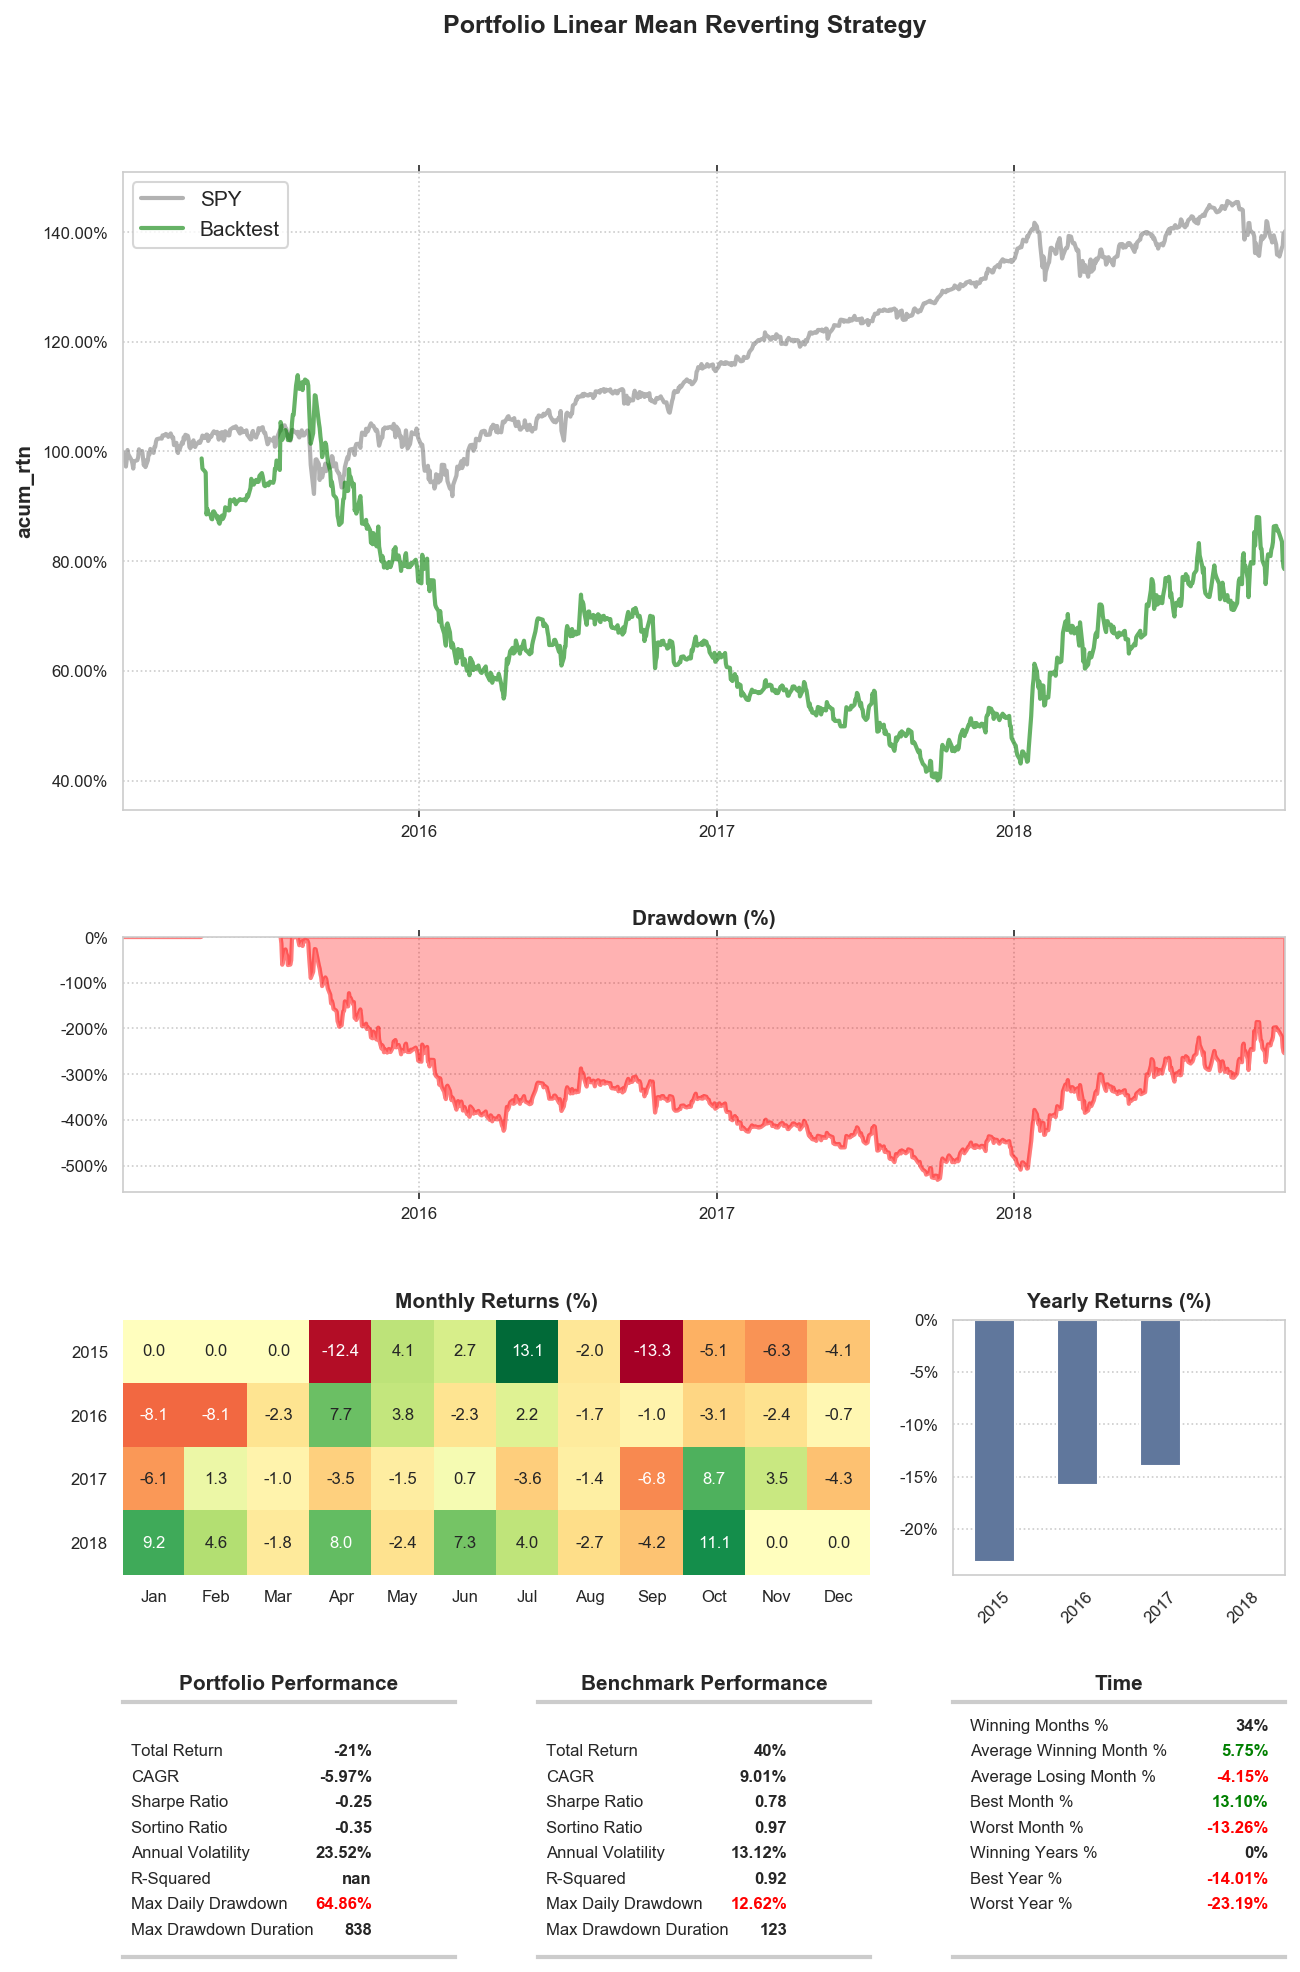 Portfolio Linear Mean Reverting Strategy
SPY
Backtest
140.00%
120.00%
100.00%
80.00%
60.00%
40.00%
acum_rtn
2016 2017 2018
Drawdown (%)
0%
-100%
-200%
-300%
-400%
-500%
2016 2017 2018
Monthly Returns (%)
2015 0.0 0.0 0.0 -12.4 4.1 2.7 13.1 -2.0 -13.3 -5.1 -6.3 -4.1
2016 -8.1 -8.1 -2.3 7.7 3.8 -2.3 2.2 -1.7 -1.0 -3.1 -2.4 -0.7
2017 -6.1 1.3 -1.0 -3.5 -1.5 0.7 -3.6 -1.4 -6.8 8.7 3.5 -4.3
2018 9.2 4.6 -1.8 8.0 -2.4 7.3 4.0 -2.7 -4.2 11.1 0.0 0.0
Jan Feb Mar Apr May Jun Jul Aug Sep Oct Nov Dec
Yearly Returns (%)
0%
-5%
-10%
-15%
-20%
2015 2016 2017 2018
Portfolio Performance
Total Return -21%
CAGR -5.97%
Sharpe Ratio -0.25
Sortino Ratio -0.35
Annual Volatility 23.52%
R-Squared nan
Max Daily Drawdown 64.86%
Max Drawdown Duration 838
Benchmark Performance
Total Return 40%
CAGR 9.01%
Sharpe Ratio 0.78
Sortino Ratio 0.97
Annual Volatility 13.12%
R-Squared 0.92
Max Daily Drawdown 12.62%
Max Drawdown Duration 123
Time
Winning Months % 34%
Average Winning Month % 5.75%
Average Losing Month % -4.15%
Best Month % 13.10%
Worst Month % -13.26%
Winning Years % 0%
Best Year % -14.01%
Worst Year % -23.19%